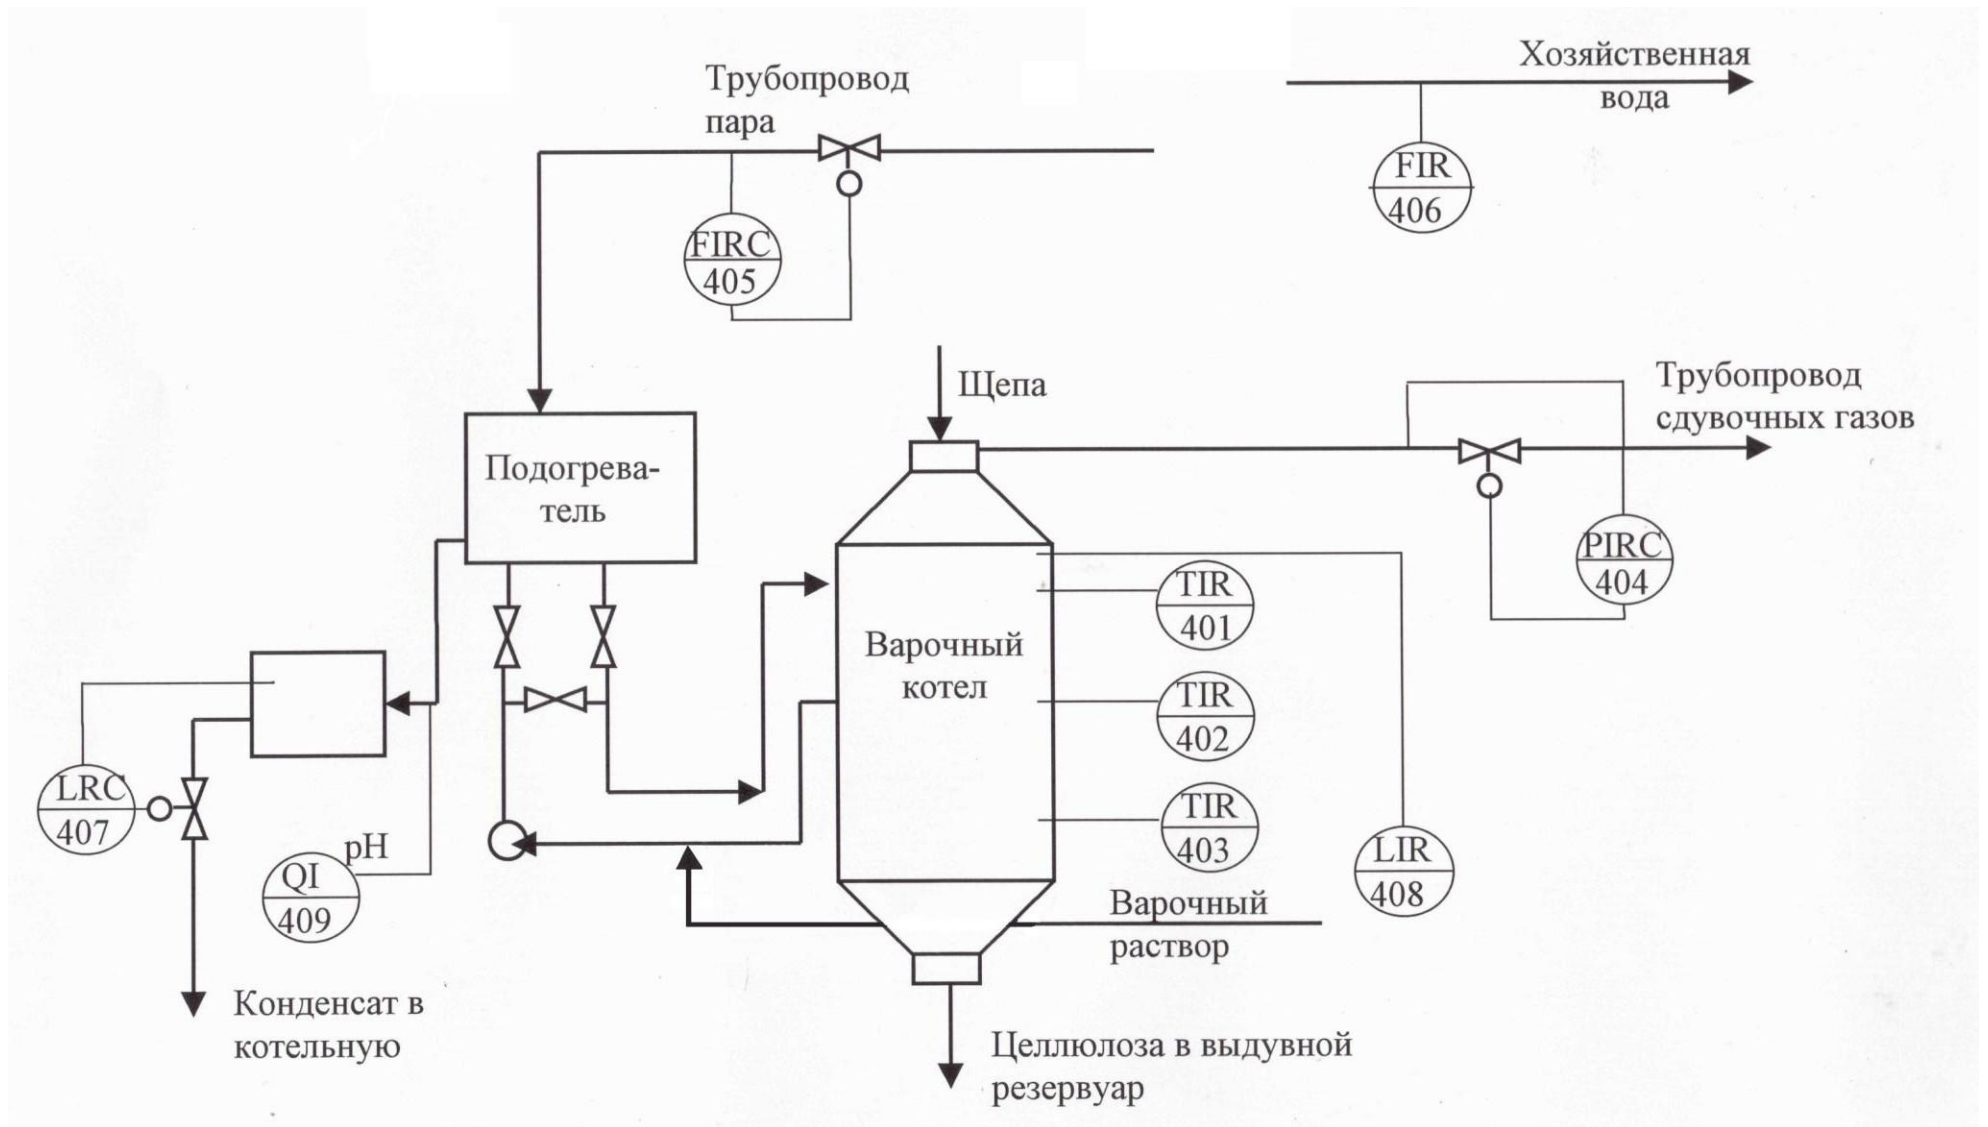 Хозяйственная
вода
Трубопровод
пара
FIR
406
FIRC
405
Щепа
Трубопровод
сдувочных газов
Подогрева-
тель
PIRC
404
TIR
401
Варочный
котел
TIR
402
LRC
407
TIR
403
pH
QI
409
LIR
408
Варочный
раствор
Конденсат в
котельную
Целлюлоза в выдувной
резервуар